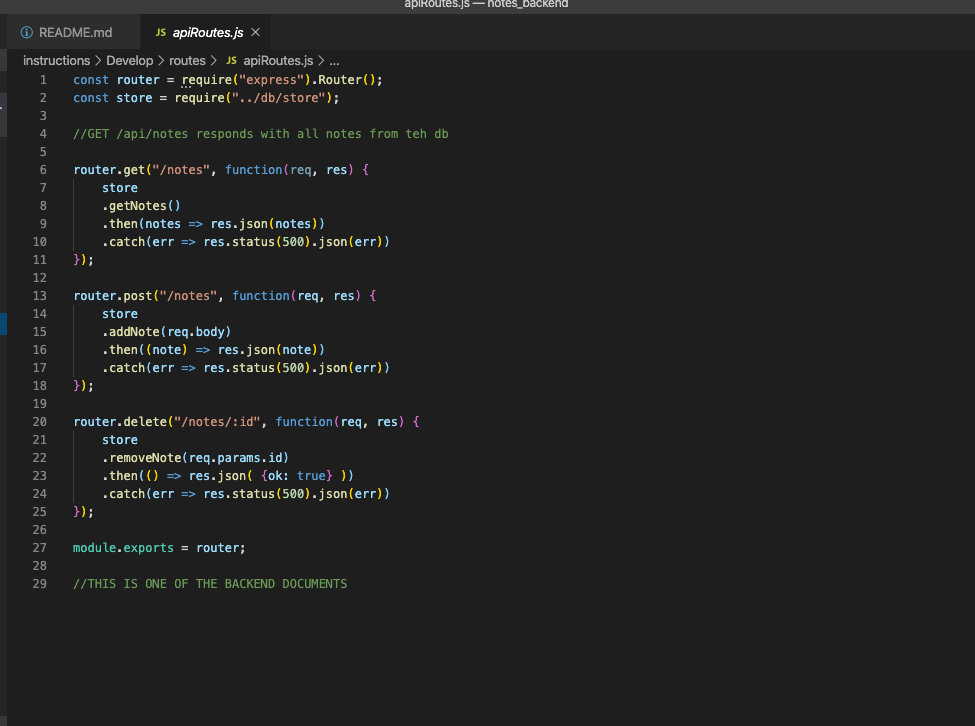 apiRoutes.js — notes_backend
README.md
JS apiRoutes.js
instructions > Develop > routes > JS apiRoutes.js > ...
1 const router = require("express").Router();
2 const store = require("../db/store");
3
4 //GET /api/notes responds with all notes from teh db
5
6 router.get("/notes", function(req, res) {
7 store
8 .getNotes()
9 .then(notes => res.json(notes))
10 .catch(err => res.status(500).json(err))
11 });
12
13 router.post("/notes", function(req, res) {
14 store
15 .addNote(req.body)
16 .then((note) => res.json(note))
17 .catch(err => res.status(500).json(err))
18 });
19
20 router.delete("/notes/:id", function(req, res) {
21 store
22 .removeNote(req.params.id)
23 .then(() => res.json( {ok: true} ))
24 .catch(err => res.status(500).json(err))
25 });
26
27 module.exports = router;
28
29 //THIS IS ONE OF THE BACKEND DOCUMENTS